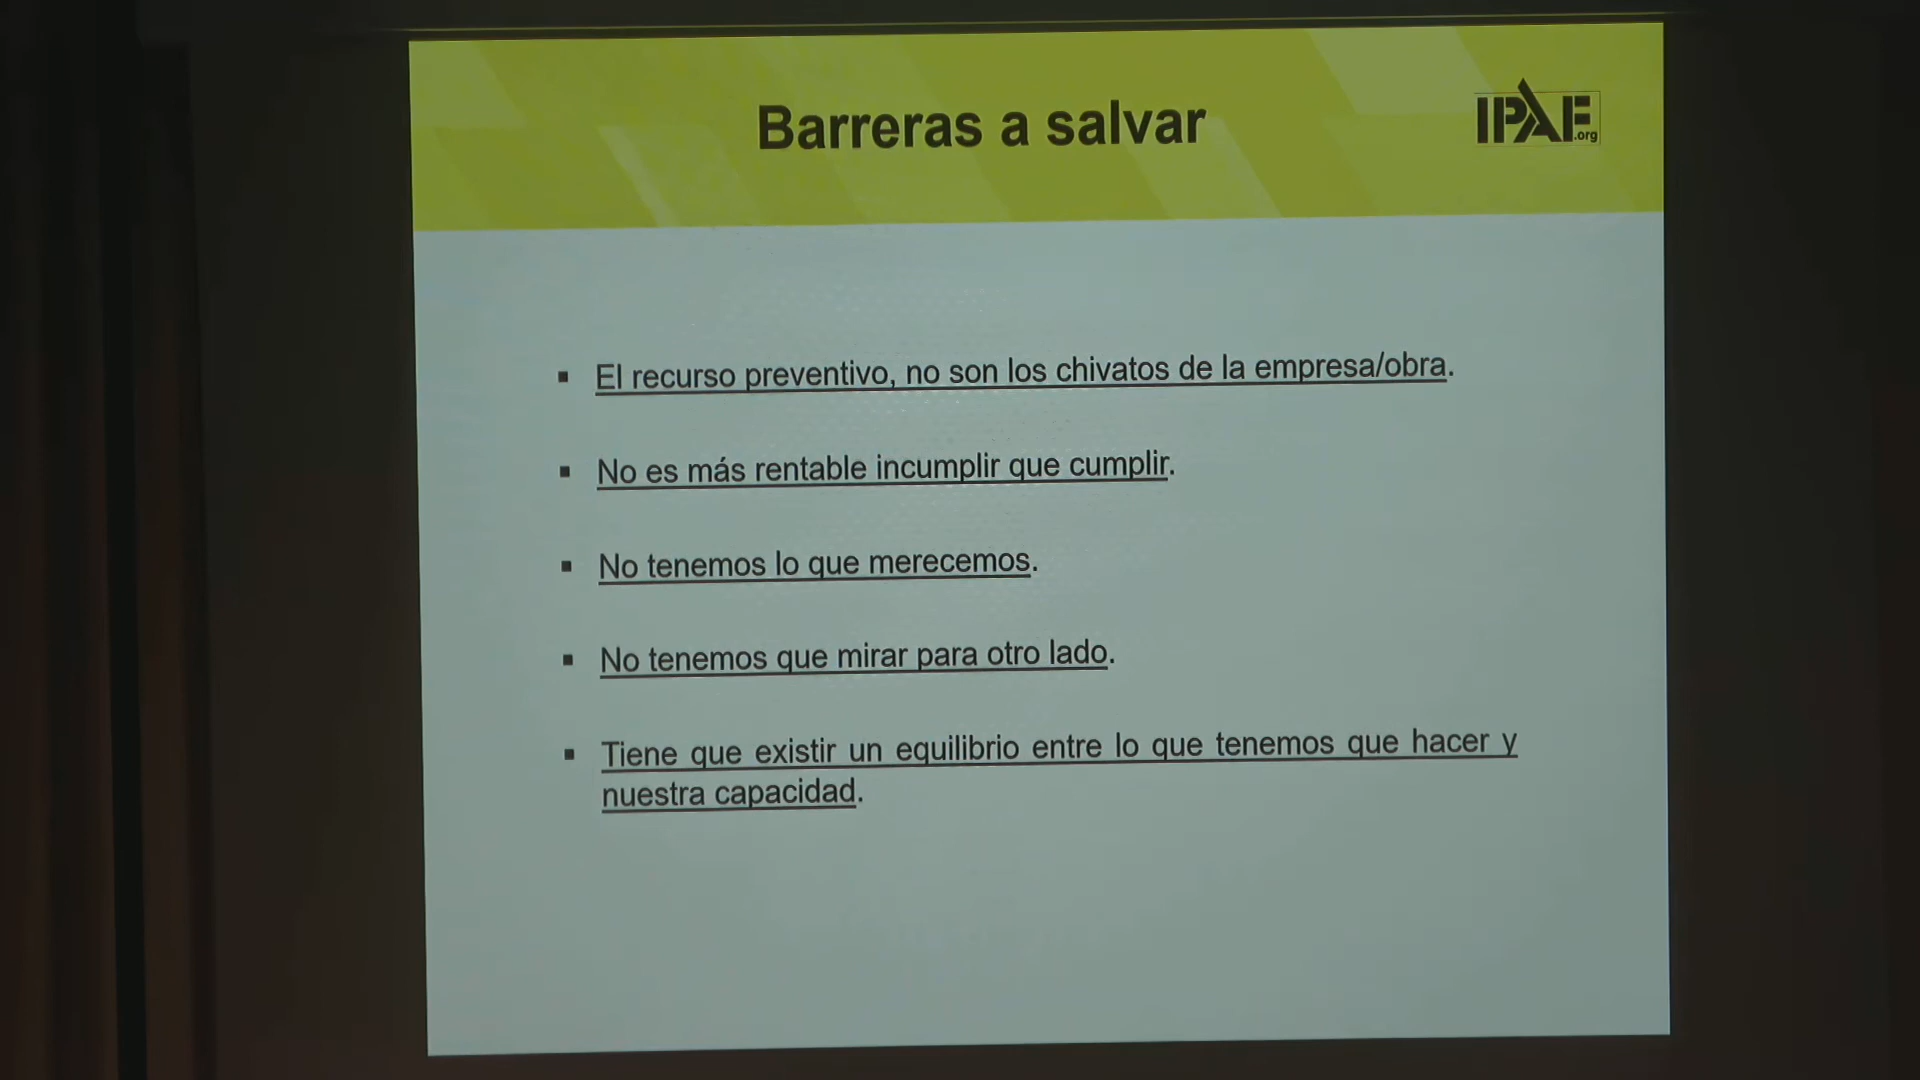 Barreras a salvar
IPAF
.org
▪ El recurso preventivo, no son los chivatos de la empresa/obra.
▪ No es más rentable incumplir que cumplir.
▪ No tenemos lo que merecemos.
▪ No tenemos que mirar para otro lado.
▪ Tiene que existir un equilibrio entre lo que tenemos que hacer y
nuestra capacidad.